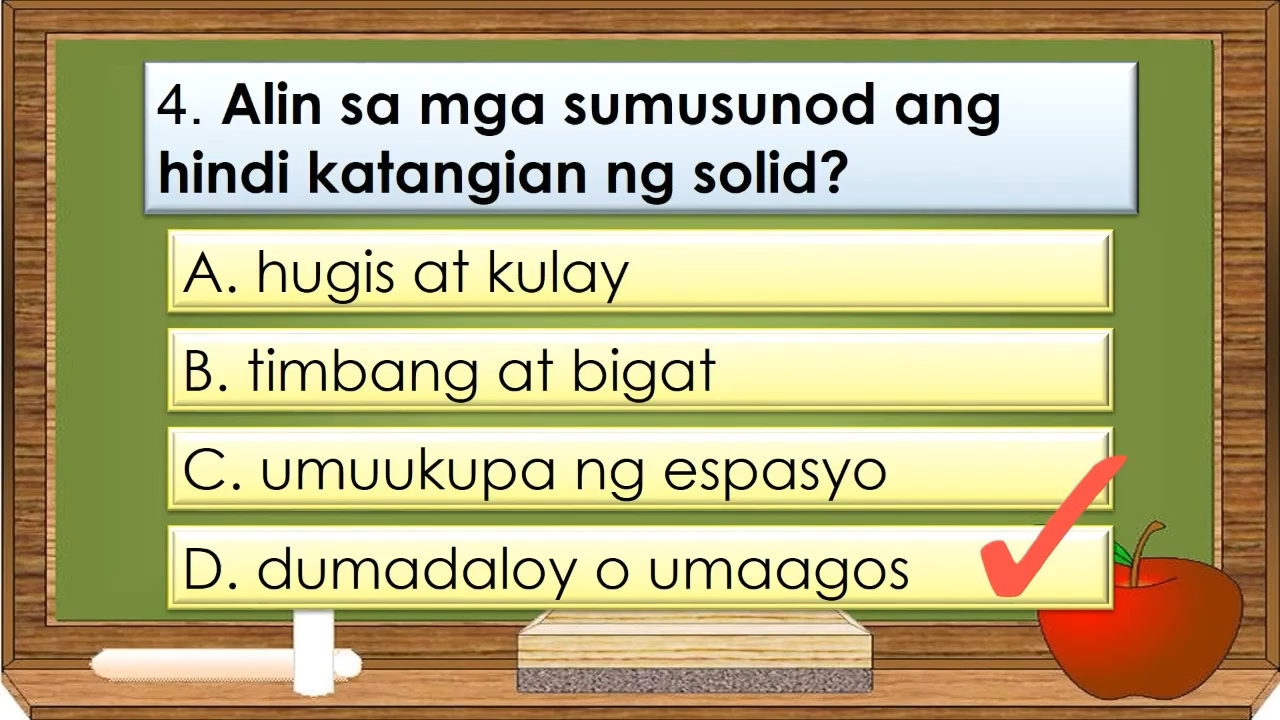 4. Alin sa mga sumusunod ang
hindi katangian ng solid?
A. hugis at kulay
B. timbang at bigat
C. umuukupa ng espasyo
D. dumadaloy o umaagos